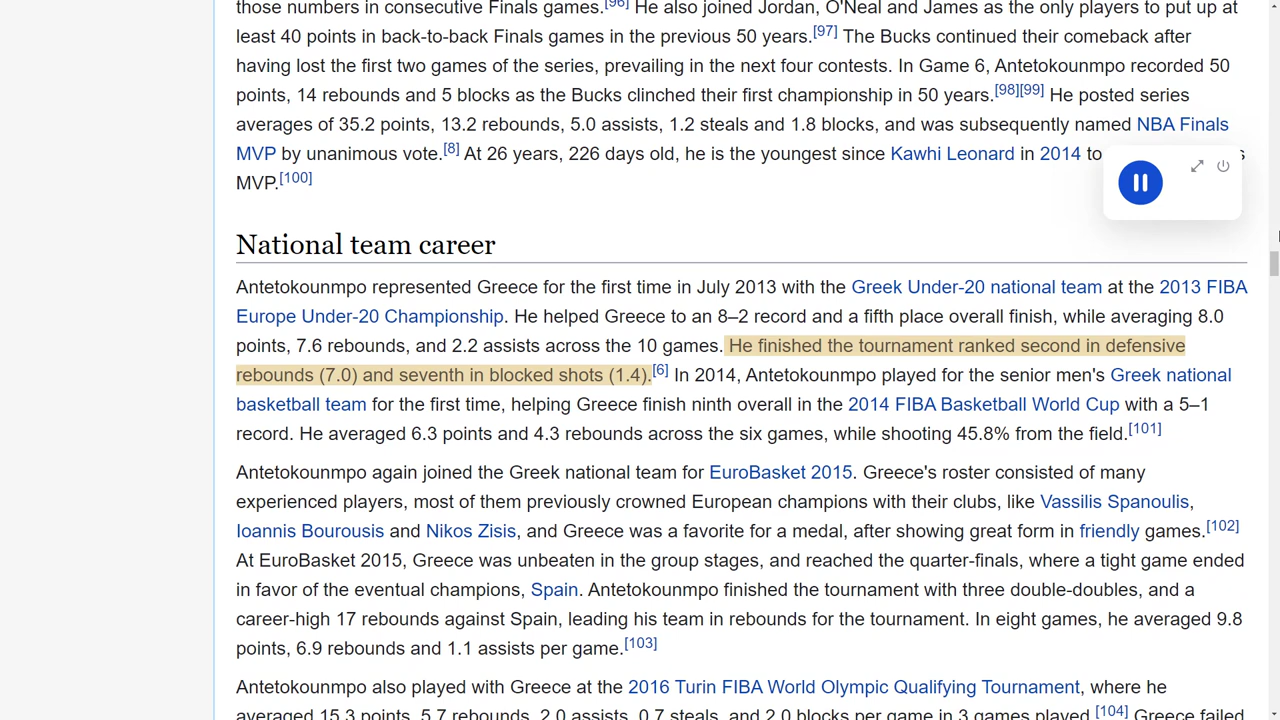 those numbers in consecutive Finals games.[96] He also joined Jordan, O'Neal and James as the only players to put up at
least 40 points in back-to-back Finals games in the previous 50 years.[97] The Bucks continued their comeback after
having lost the first two games of the series, prevailing in the next four contests. In Game 6, Antetokounmpo recorded 50
points, 14 rebounds and 5 blocks as the Bucks clinched their first championship in 50 years.[98][99] He posted series
averages of 35.2 points, 13.2 rebounds, 5.0 assists, 1.2 steals and 1.8 blocks, and was subsequently named NBA Finals
MVP by unanimous vote.[8] At 26 years, 226 days old, he is the youngest since Kawhi Leonard in 2014 to
MVP.[100]
National team career
Antetokounmpo represented Greece for the first time in July 2013 with the Greek Under-20 national team at the 2013 FIBA
Europe Under-20 Championship. He helped Greece to an 8–2 record and a fifth place overall finish, while averaging 8.0
points, 7.6 rebounds, and 2.2 assists across the 10 games. He finished the tournament ranked second in defensive
rebounds (7.0) and seventh in blocked shots (1.4).[6] In 2014, Antetokounmpo played for the senior men's Greek national
basketball team for the first time, helping Greece finish ninth overall in the 2014 FIBA Basketball World Cup with a 5–1
record. He averaged 6.3 points and 4.3 rebounds across the six games, while shooting 45.8% from the field.[101]
Antetokounmpo again joined the Greek national team for EuroBasket 2015. Greece's roster consisted of many
experienced players, most of them previously crowned European champions with their clubs, like Vassilis Spanoulis,
Ioannis Bourousis and Nikos Zisis, and Greece was a favorite for a medal, after showing great form in friendly games.[102]
At EuroBasket 2015, Greece was unbeaten in the group stages, and reached the quarter-finals, where a tight game ended
in favor of the eventual champions, Spain. Antetokounmpo finished the tournament with three double-doubles, and a
career-high 17 rebounds against Spain, leading his team in rebounds for the tournament. In eight games, he averaged 9.8
points, 6.9 rebounds and 1.1 assists per game.[103]
Antetokounmpo also played with Greece at the 2016 Turin FIBA World Olympic Qualifying Tournament, where he
averaged 15.3 points, 5.7 rebounds, 2.0 assists, 0.7 steals, and 2.0 blocks per game in 3 games played.[104] Greece failed